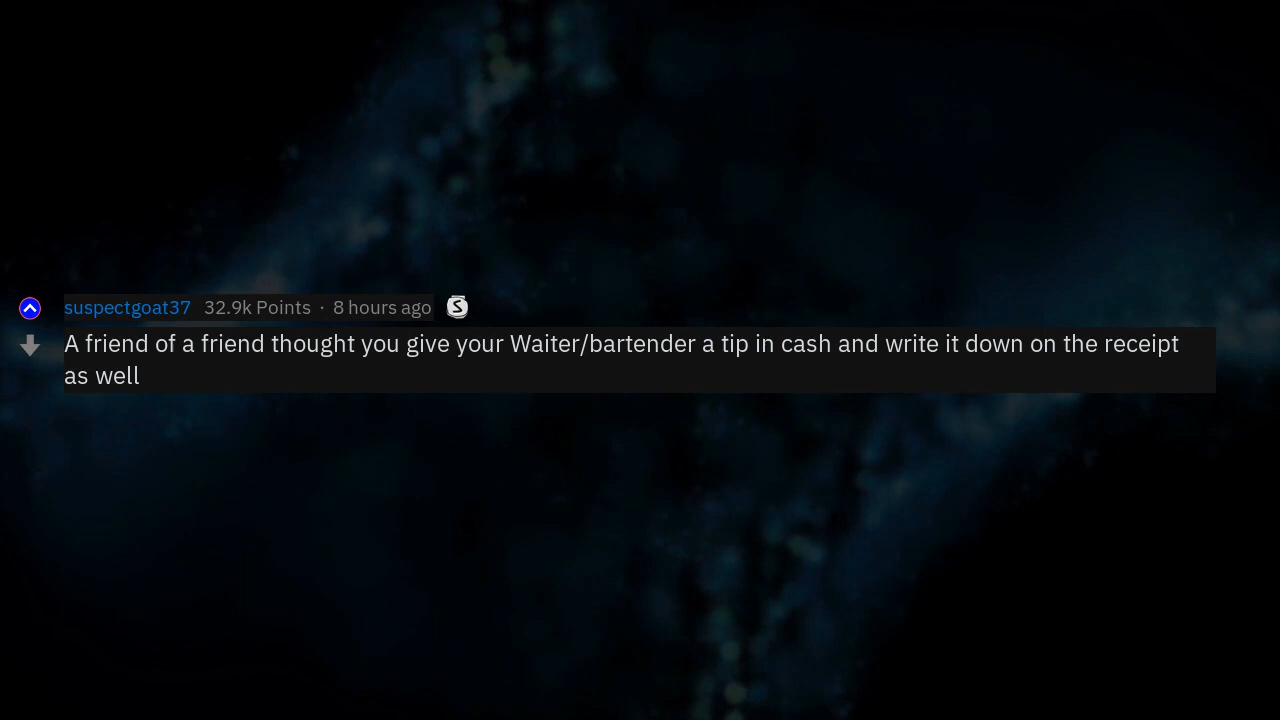 suspectgoat37 32.9k Points · 8 hours ago S
A friend of a friend thought you give your Waiter/bartender a tip in cash and write it down on the receipt
as well